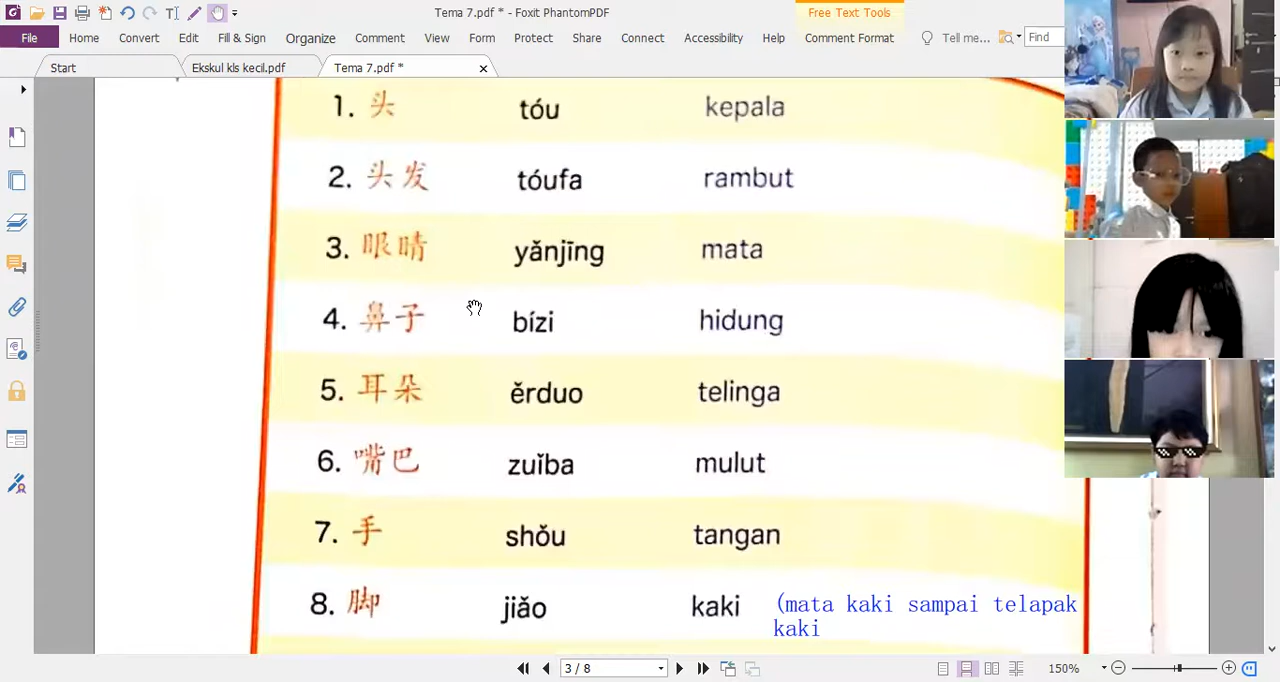 Tema 7.pdf * - Foxit PhantomPDF
Free Text Tools
File Home Convert Edit Fill & Sign Organize Comment View Form Protect Share Connect Accessibility Help Comment Format Tell me... Find
Start Ekskul kls kecil.pdf Tema 7.pdf *
1. 头 tóu kepala
2. 头发 tóufa rambut
3. 眼睛 yǎnjīng mata
4. 鼻子 bízi hidung
5. 耳朵 ěrduo telinga
6. 嘴巴 zuǐba mulut
7. 手 shǒu tangan
8. 脚 jiǎo kaki (mata kaki sampai telapak
kaki
3 / 8 150%